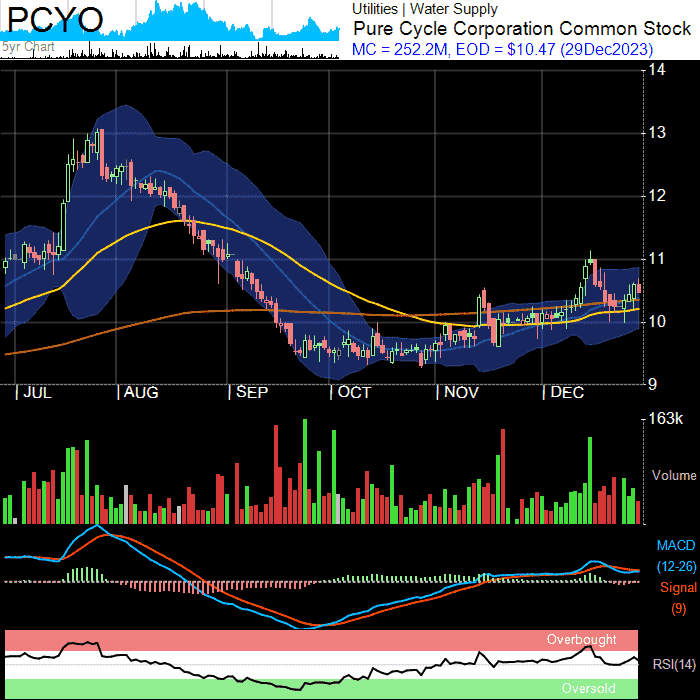 PCYO
5yr Chart
Utilities | Water Supply
Pure Cycle Corporation Common Stock
MC = 252.2M, EOD = $10.47 (29Dec2023)
14
13
12
11
10
9
| JUL | AUG | SEP | OCT | NOV | DEC
163k
Volume
MACD
(12-26)
Signal
(9)
Overbought
RSI(14)
Oversold